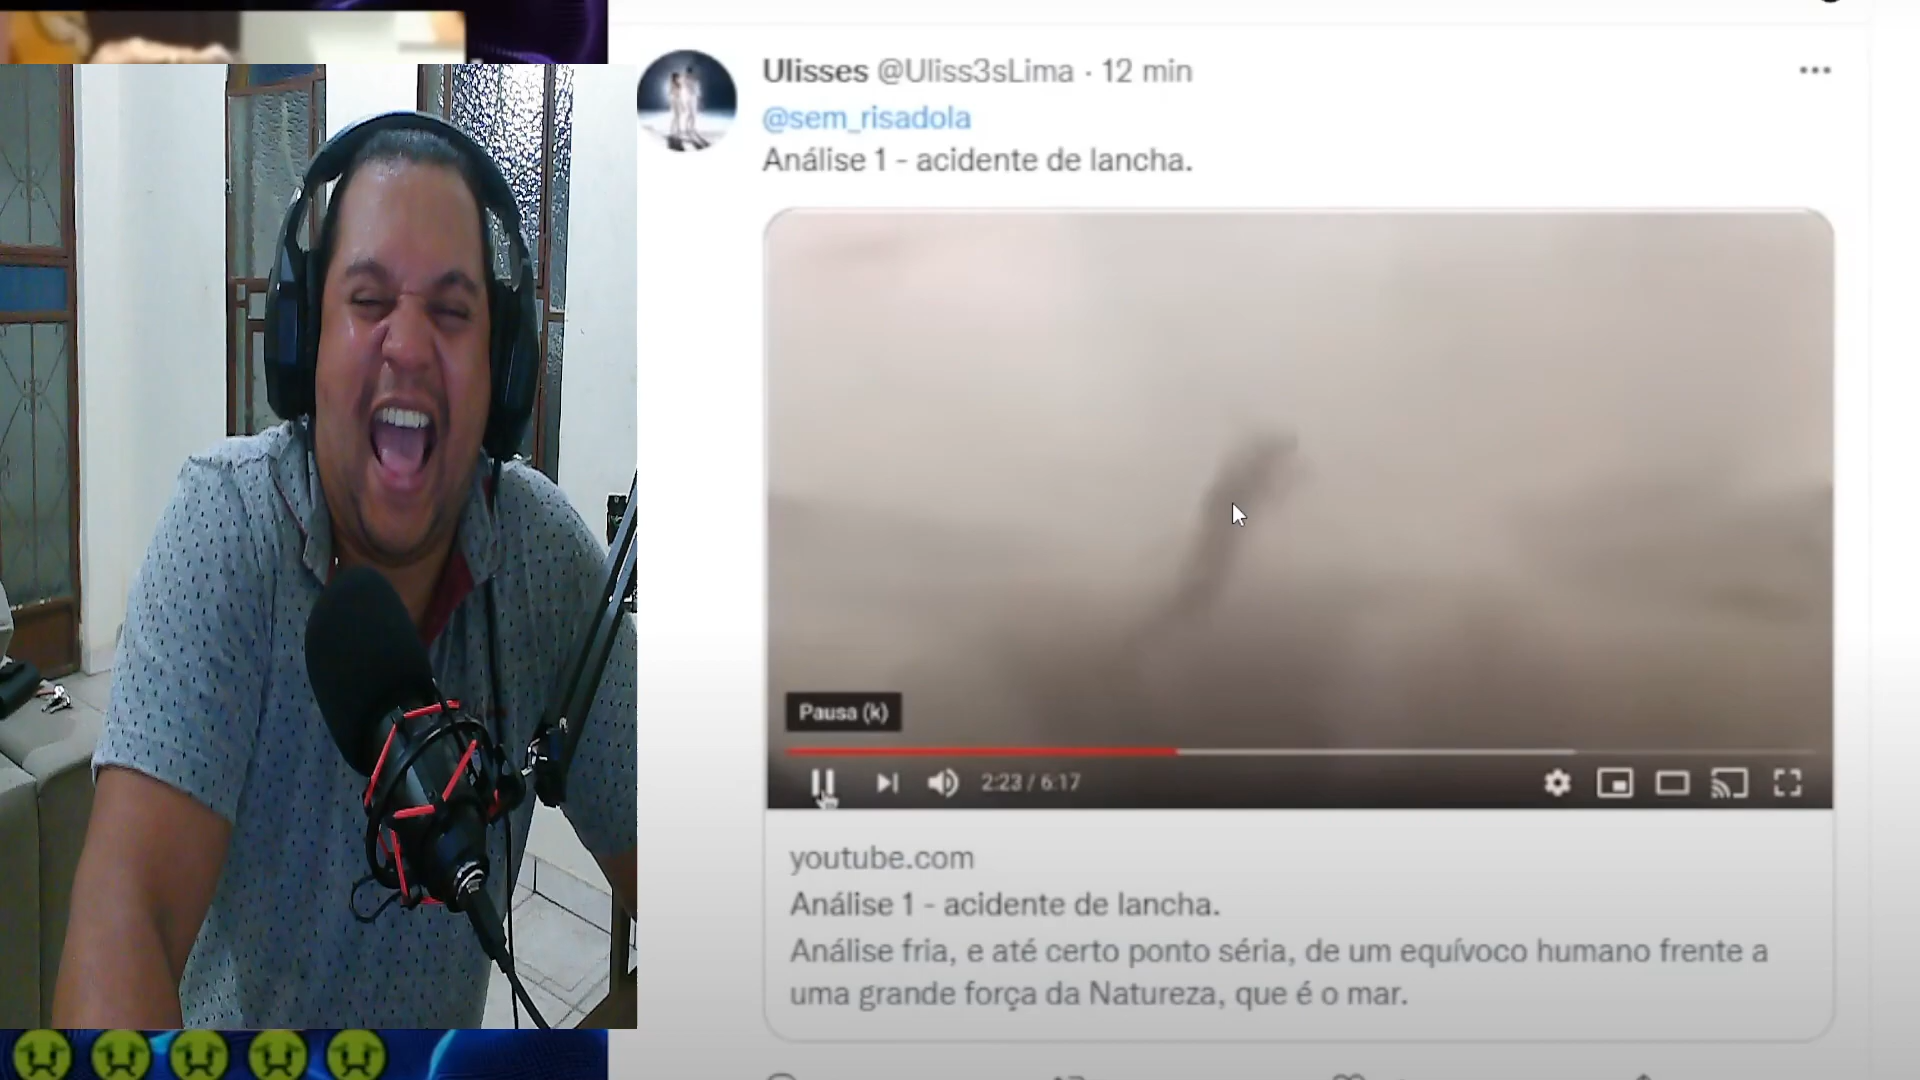 Ulisses @Uliss3sLima · 12 min
@sem_risadola
Análise 1 - acidente de lancha.
Pausa (k)
2:23 / 6:17
youtube.com
Análise 1 - acidente de lancha.
Análise fria, e até certo ponto séria, de um equívoco humano frente a
uma grande força da Natureza, que é o mar.